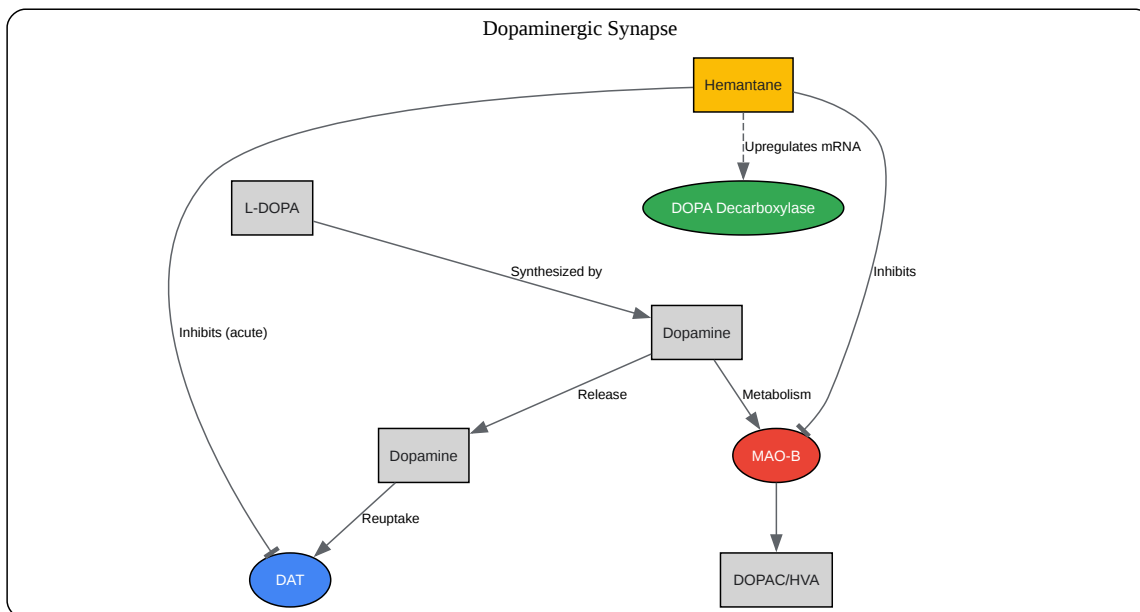 Dopaminergic Synapse
Hemantane
Upregulates mRNA
L-DOPA
DOPA Decarboxylase
Synthesized by
Inhibits
Inhibits (acute)
Dopamine
Release
Metabolism
Dopamine
MAO-B
Reuptake
DAT
DOPAC/HVA